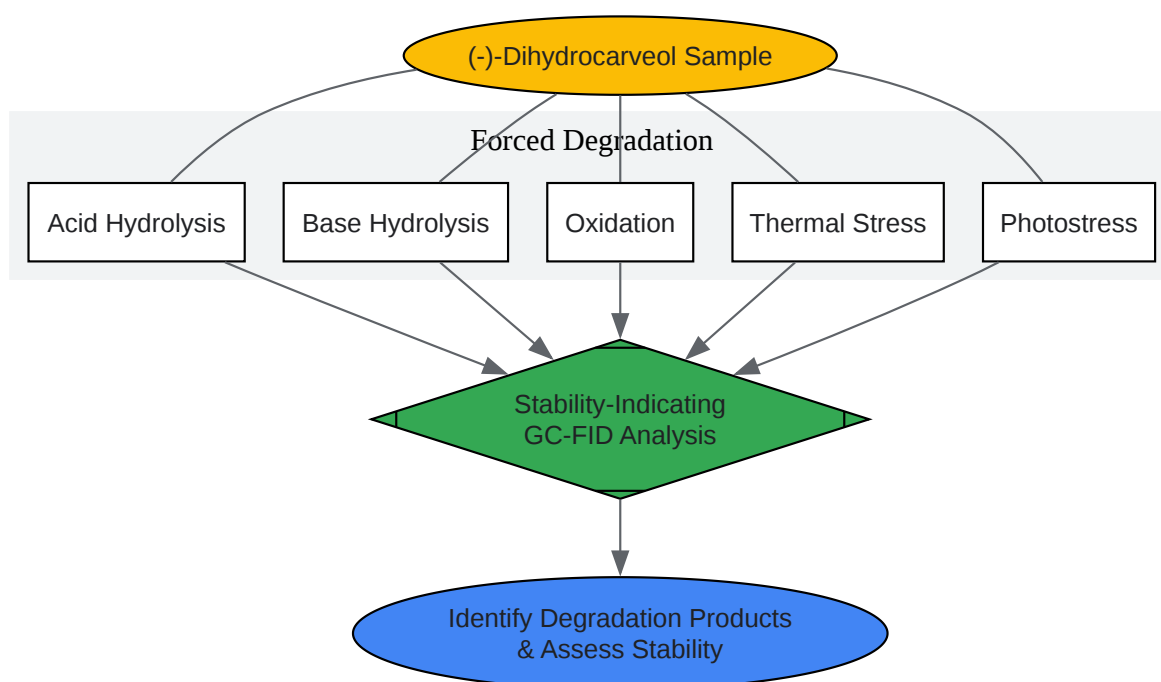 (-)-Dihydrocarveol Sample
Forced Degradation
Acid Hydrolysis
Base Hydrolysis
Oxidation
Thermal Stress
Photostress
Stability-Indicating
GC-FID Analysis
Identify Degradation Products
& Assess Stability